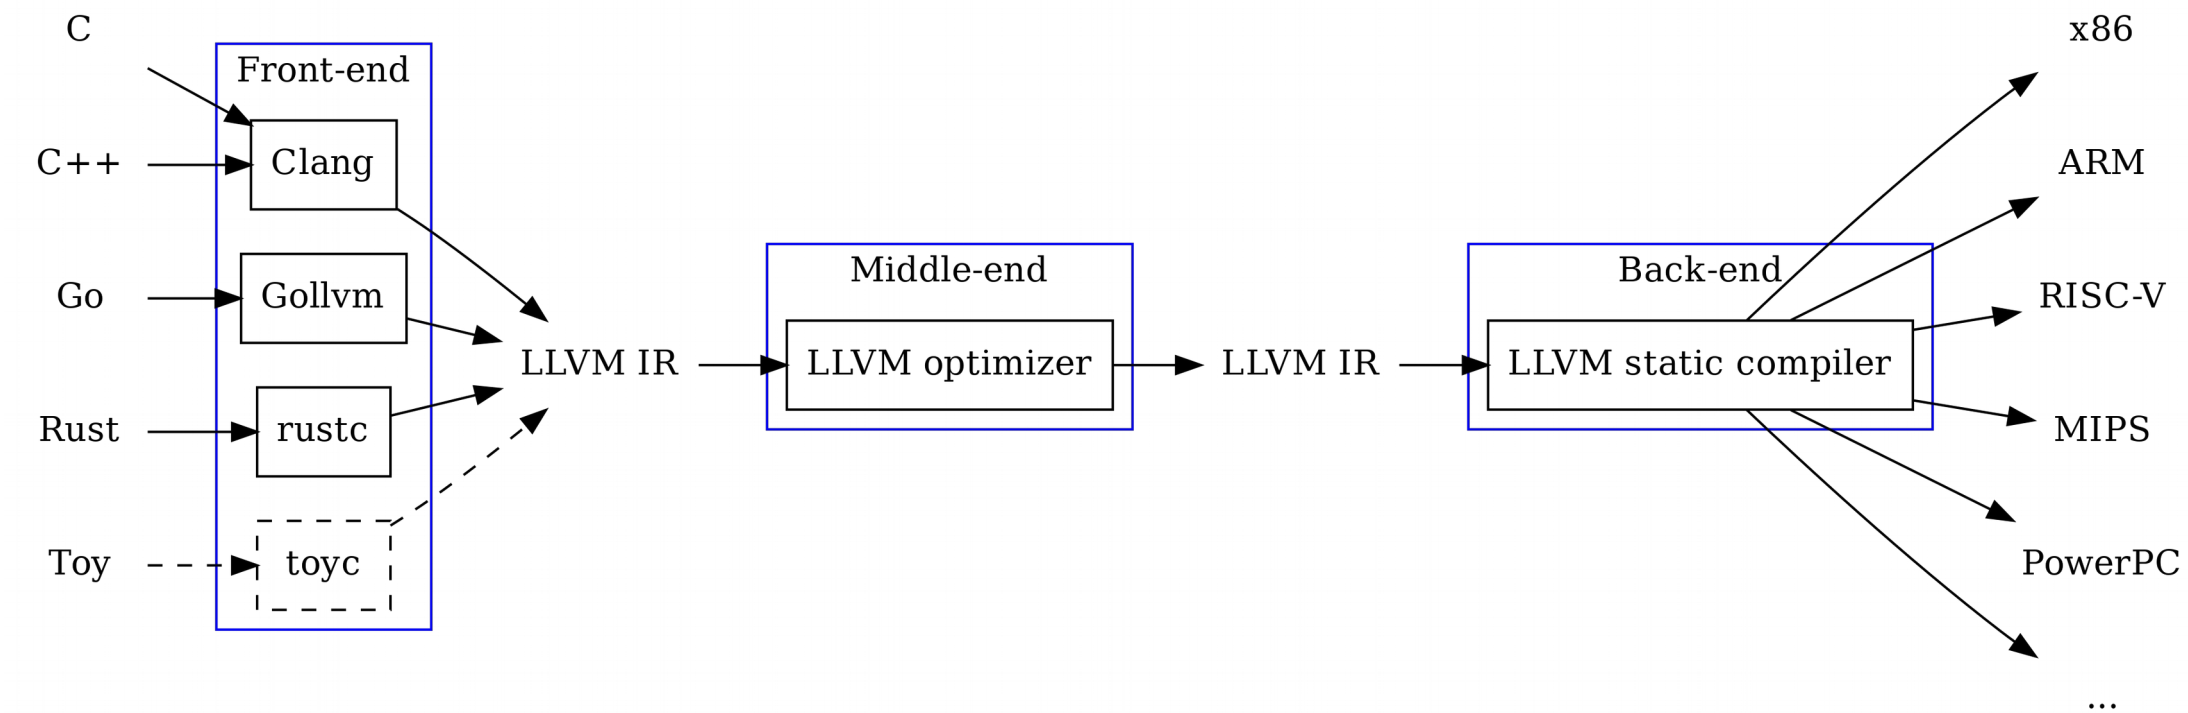 C
C++
Go
Rust
Toy
Front-end
Clang
Gollvm
rustc
toyc
LLVM IR
Middle-end
LLVM optimizer
LLVM IR
Back-end
LLVM static compiler
x86
ARM
RISC-V
MIPS
PowerPC
...